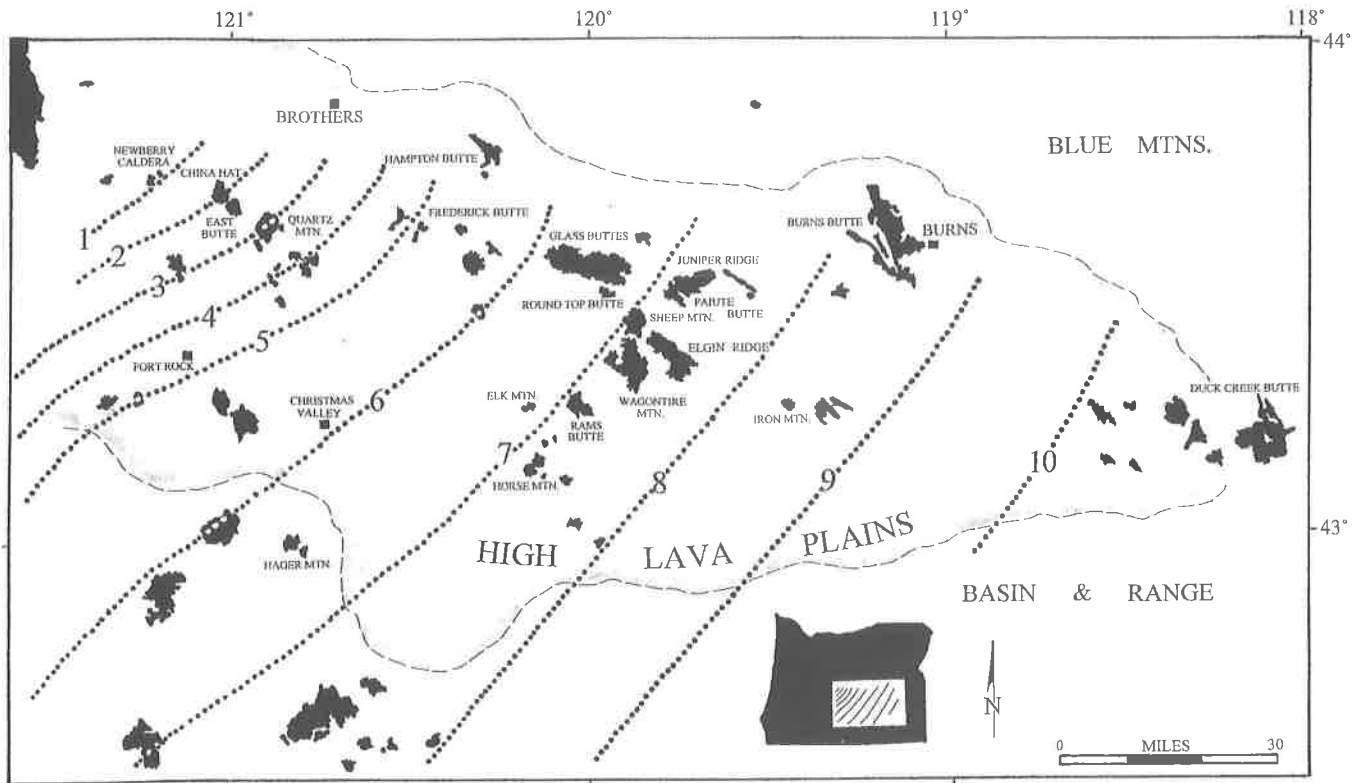 121° 120° 119° 118°
44°
BROTHERS
BLUE MTNS.
NEWBERRY
CALDERA
CHINA HAT
HAMPTON BUTTE
EAST
BUTTE
QUARTZ
MTN.
FREDERICK BUTTE
BURNS BUTTE
BURNS
1
2
3
4
5
GLASS BUTTES
JUNIPER RIDGE
ROUND TOP BUTTE
PAIUTE
BUTTE
SHEEP MTN.
ELGIN RIDGE
FORT ROCK
CHRISTMAS
VALLEY
6
ELK MTN.
RAMS
BUTTE
WAGONTIRE
MTN.
IRON MTN.
DUCK CREEK BUTTE
7
8
9
10
HORSE MTN.
43°
HIGH LAVA PLAINS
HAGER MTN.
BASIN & RANGE
N
0 MILES 30